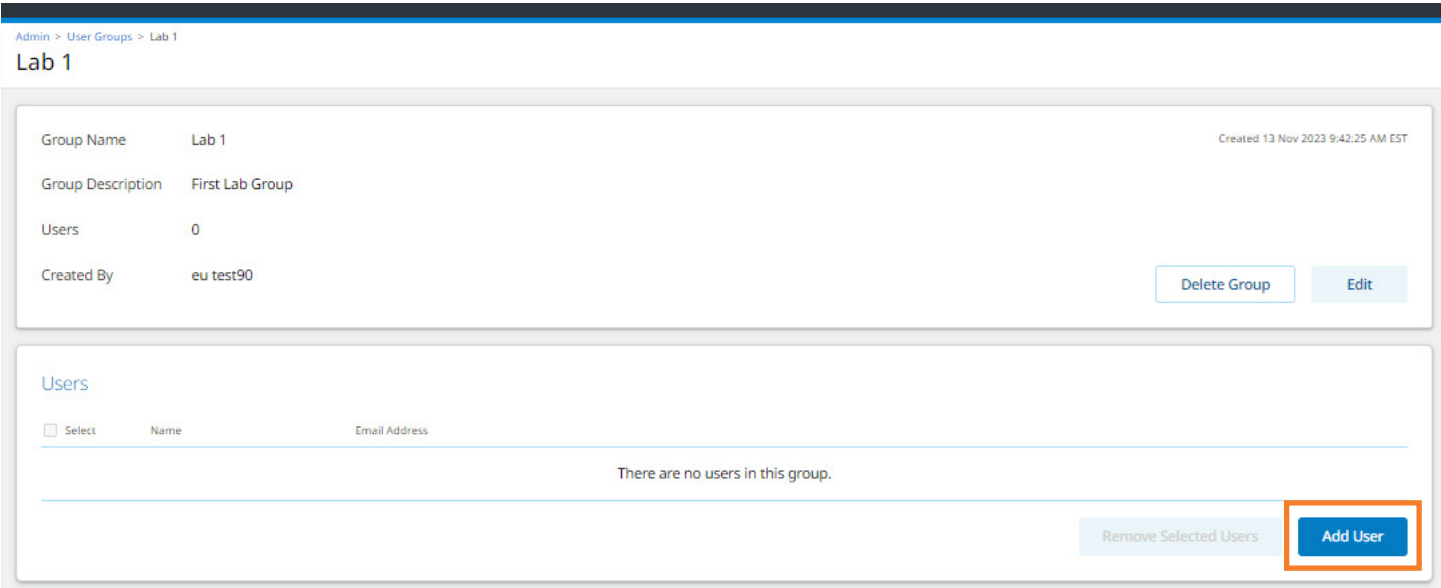 Admin > User Groups > Lab 1
Lab 1
Group Name Lab 1 Created 13 Nov 2023 9:42:25 AM EST
Group Description First Lab Group
Users 0
Created By eu test90 Delete Group Edit
Users
Select Name Email Address
There are no users in this group.
Remove Selected Users Add User